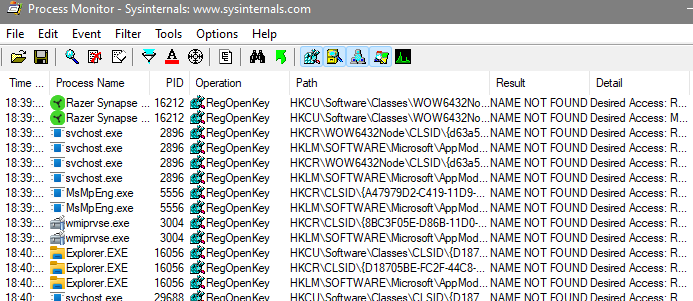 Process Monitor - Sysinternals: www.sysinternals.com
File Edit Event Filter Tools Options Help
Time ... Process Name PID Operation Path Result Detail
18:39:... Razer Synapse ... 16212 RegOpenKey HKCU\Software\Classes\WOW6432No... NAME NOT FOUND Desired Access: R...
18:39:... Razer Synapse ... 16212 RegOpenKey HKCU\Software\Classes\WOW6432No... NAME NOT FOUND Desired Access: M...
18:39:... svchost.exe 2896 RegOpenKey HKCR\WOW6432Node\CLSID\{d63a5... NAME NOT FOUND Desired Access: R...
18:39:... svchost.exe 2896 RegOpenKey HKLM\SOFTWARE\Microsoft\AppMod... NAME NOT FOUND Desired Access: R...
18:39:... svchost.exe 2896 RegOpenKey HKCR\WOW6432Node\CLSID\{d63a5... NAME NOT FOUND Desired Access: R...
18:39:... svchost.exe 2896 RegOpenKey HKLM\SOFTWARE\Microsoft\AppMod... NAME NOT FOUND Desired Access: R...
18:39:... MsMpEng.exe 5556 RegOpenKey HKCR\CLSID\{A47979D2-C419-11D9-... NAME NOT FOUND Desired Access: R...
18:39:... MsMpEng.exe 5556 RegOpenKey HKLM\SOFTWARE\Microsoft\AppMod... NAME NOT FOUND Desired Access: R...
18:39:... wmiprvse.exe 3004 RegOpenKey HKCR\CLSID\{8BC3F05E-D86B-11D0-... NAME NOT FOUND Desired Access: R...
18:39:... wmiprvse.exe 3004 RegOpenKey HKLM\SOFTWARE\Microsoft\AppMod... NAME NOT FOUND Desired Access: R...
18:40:... Explorer.EXE 16056 RegOpenKey HKCU\Software\Classes\CLSID\{D187... NAME NOT FOUND Desired Access: R...
18:40:... Explorer.EXE 16056 RegOpenKey HKCR\CLSID\{D18705BE-FC2F-44C8-... NAME NOT FOUND Desired Access: R...
18:40:... Explorer.EXE 16056 RegOpenKey HKLM\SOFTWARE\Microsoft\AppMod... NAME NOT FOUND Desired Access: R...
18:40:... svchost.exe 29688 RegOpenKey HKCU\Software\Classes\CLSID\{D187... NAME NOT FOUND Desired Access: R...